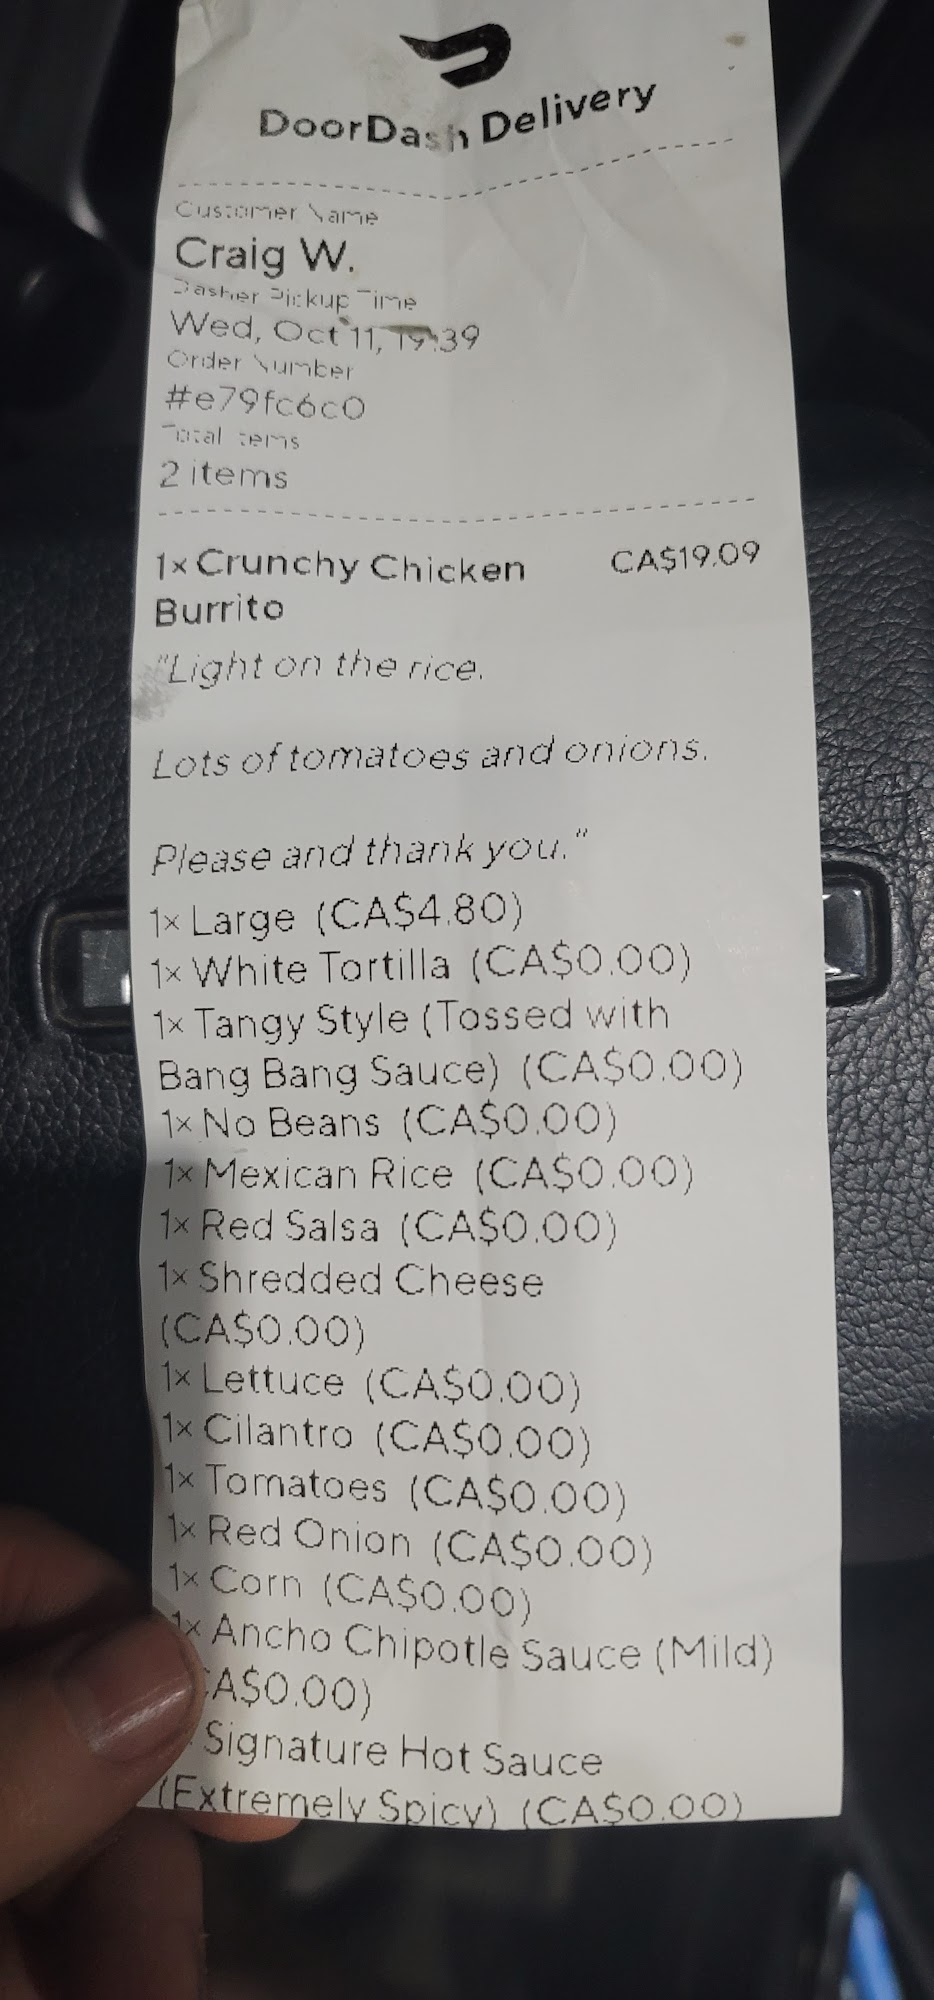 DoorDash Delivery
Customer Name
Craig W.
Dasher Pickup Time
Wed, Oct 11, 19:39
Order Number
#e79fc6c0
Total Items
2 items
1× Crunchy Chicken CA$19.09
Burrito
"Light on the rice.
Lots of tomatoes and onions.
Please and thank you."
1× Large (CA$4.80)
1× White Tortilla (CA$0.00)
1× Tangy Style (Tossed with
Bang Bang Sauce) (CA$0.00)
1× No Beans (CA$0.00)
1× Mexican Rice (CA$0.00)
1× Red Salsa (CA$0.00)
1× Shredded Cheese
(CA$0.00)
1× Lettuce (CA$0.00)
1× Cilantro (CA$0.00)
1× Tomatoes (CA$0.00)
1× Red Onion (CA$0.00)
1× Corn (CA$0.00)
1× Ancho Chipotle Sauce (Mild)
CA$0.00)
Signature Hot Sauce
(Extremely Spicy) (CA$0.00)